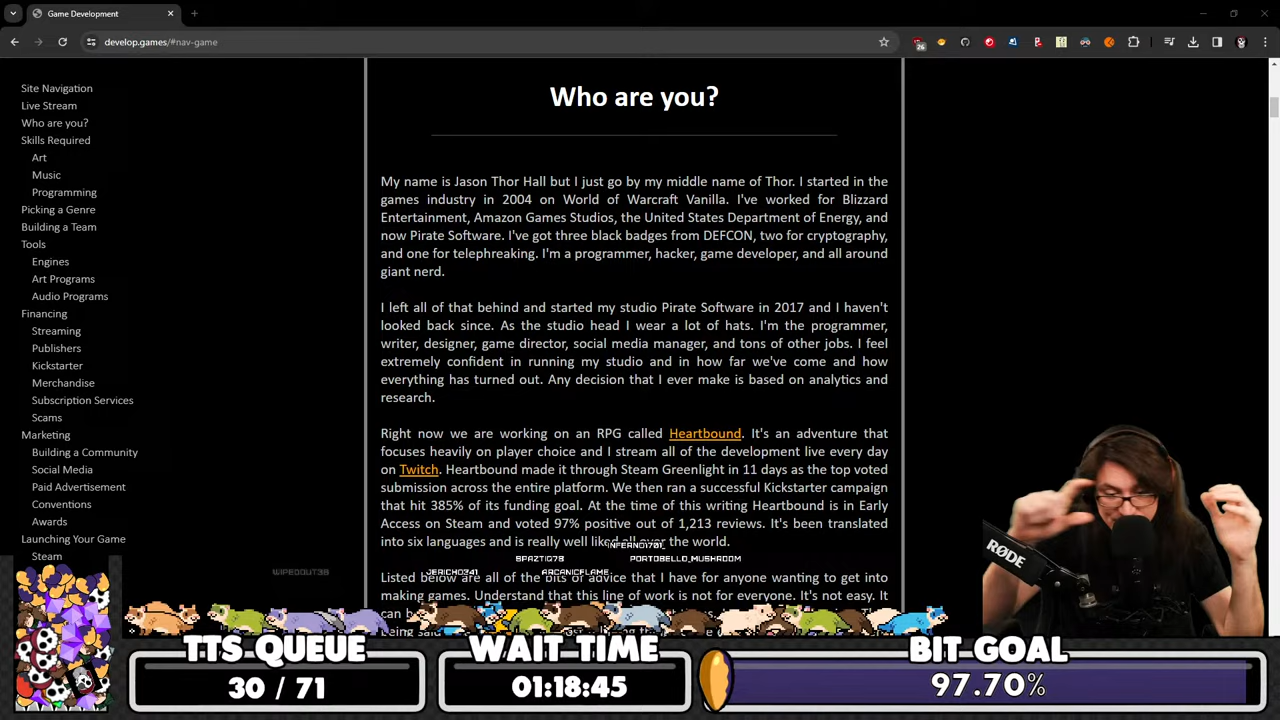 Game Development
develop.games/#nav-game
26
Site Navigation
Live Stream
Who are you?
Skills Required
Art
Music
Programming
Picking a Genre
Building a Team
Tools
Engines
Art Programs
Audio Programs
Financing
Streaming
Publishers
Kickstarter
Merchandise
Subscription Services
Scams
Marketing
Building a Community
Social Media
Paid Advertisement
Conventions
Awards
Launching Your Game
Steam
Who are you?
My name is Jason Thor Hall but I just go by my middle name of Thor. I started in the
games industry in 2004 on World of Warcraft Vanilla. I've worked for Blizzard
Entertainment, Amazon Games Studios, the United States Department of Energy, and
now Pirate Software. I've got three black badges from DEFCON, two for cryptography,
and one for telephreaking. I'm a programmer, hacker, game developer, and all around
giant nerd.
I left all of that behind and started my studio Pirate Software in 2017 and I haven't
looked back since. As the studio head I wear a lot of hats. I'm the programmer,
writer, designer, game director, social media manager, and tons of other jobs. I feel
extremely confident in running my studio and in how far we've come and how
everything has turned out. Any decision that I ever make is based on analytics and
research.
Right now we are working on an RPG called Heartbound. It's an adventure that
focuses heavily on player choice and I stream all of the development live every day
on Twitch. Heartbound made it through Steam Greenlight in 11 days as the top voted
submission across the entire platform. We then ran a successful Kickstarter campaign
that hit 385% of its funding goal. At the time of this writing Heartbound is in Early
Access on Steam and voted 97% positive out of 1,213 reviews. It's been translated
into six languages and is really well liked all over the world.
INFERNO1701
SPAZTIO79 PORTOBELLO_MUSHROOM
WIPEOUT38 JERICHO341 ARCANICFLAME
Listed below are all of the bits of advice that I have for anyone wanting to get into
making games. Understand that this line of work is not for everyone. It's not easy. It
can b
RØDE
TTS QUEUE
30 / 71
WAIT TIME
01:18:45
BIT GOAL
97.70%